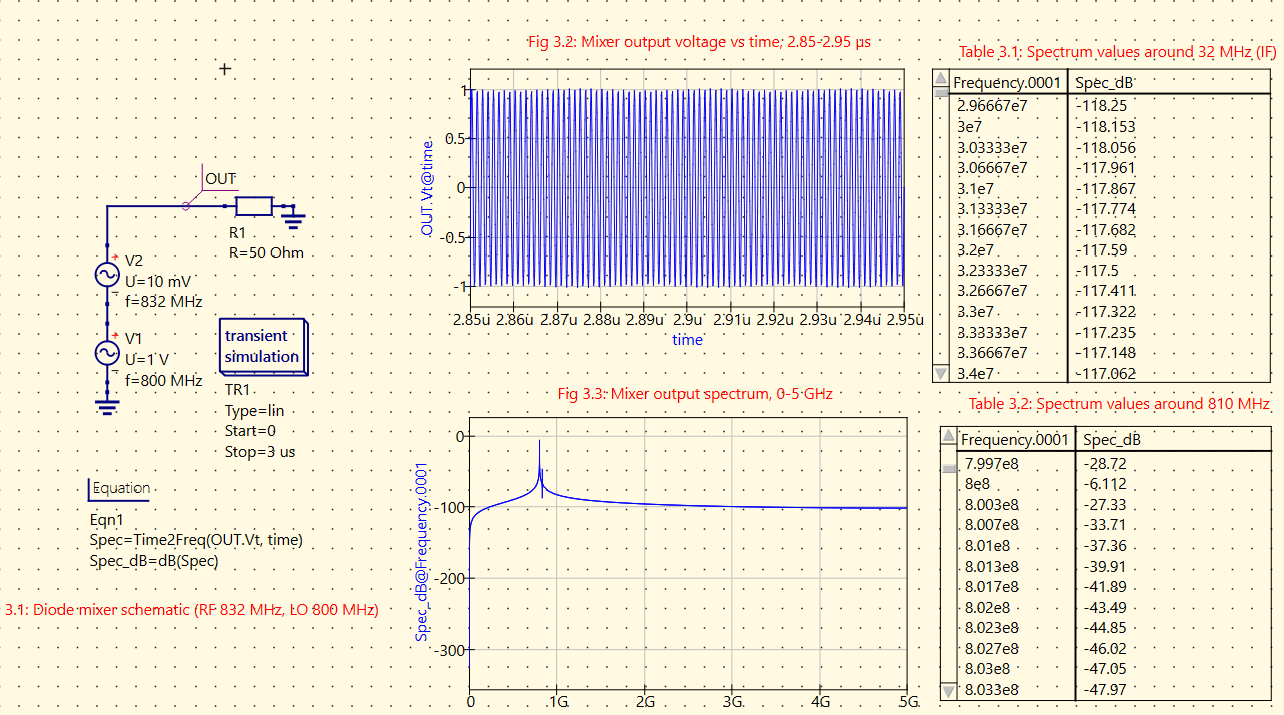 OUT
R1
R=50 Ohm
V2
U=10 mV
f=832 MHz
V1
U=1 V
f=800 MHz
transient
simulation
TR1
Type=lin
Start=0
Stop=3 us
Equation
Eqn1
Spec=Time2Freq(OUT.Vt, time)
Spec_dB=dB(Spec)
3.1: Diode mixer schematic (RF 832 MHz, LO 800 MHz)
Fig 3.2: Mixer output voltage vs time, 2.85-2.95 µs
OUT.Vt@time
1
0.5
0
-0.5
-1
2.85u 2.86u 2.87u 2.88u 2.89u 2.9u 2.91u 2.92u 2.93u 2.94u 2.95u
time
Fig 3.3: Mixer output spectrum, 0-5 GHz
Spec_dB@Frequency.0001
0
-100
-200
-300
0 1G 2G 3G 4G 5G
Table 3.1: Spectrum values around 32 MHz (IF)
Frequency.0001 Spec_dB
2.96667e7 -118.25
3e7 -118.153
3.03333e7 -118.056
3.06667e7 -117.961
3.1e7 -117.867
3.13333e7 -117.774
3.16667e7 -117.682
3.2e7 -117.59
3.23333e7 -117.5
3.26667e7 -117.411
3.3e7 -117.322
3.33333e7 -117.235
3.36667e7 -117.148
3.4e7 -117.062
Table 3.2: Spectrum values around 810 MHz
Frequency.0001 Spec_dB
7.997e8 -28.72
8e8 -6.112
8.003e8 -27.33
8.007e8 -33.71
8.01e8 -37.36
8.013e8 -39.91
8.017e8 -41.89
8.02e8 -43.49
8.023e8 -44.85
8.027e8 -46.02
8.03e8 -47.05
8.033e8 -47.97